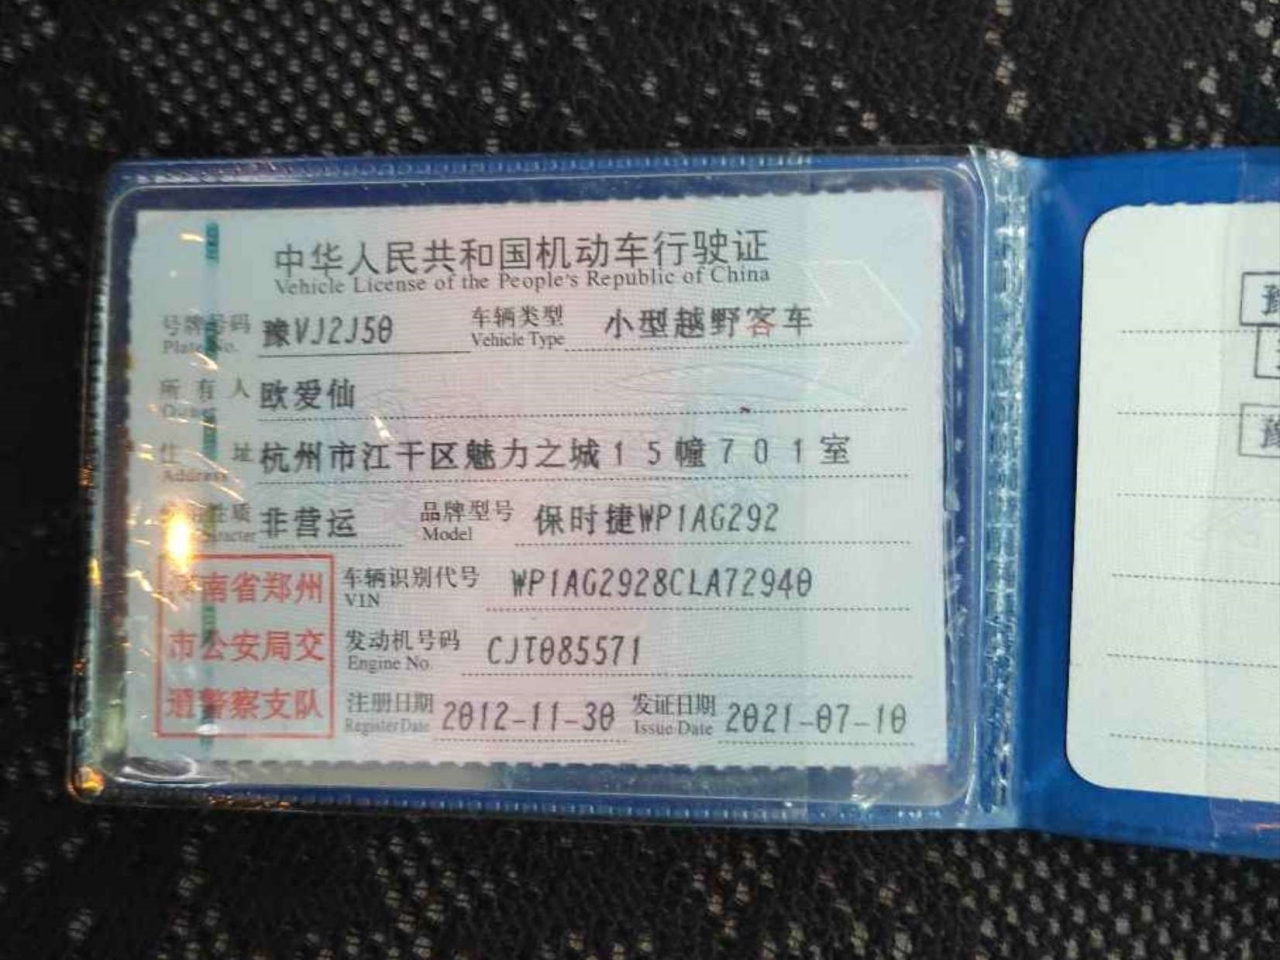 中华人民共和国机动车行驶证
Vehicle License of the People's Republic of China
号牌号码 豫VJ2J50 车辆类型 小型越野客车
Plate No. Vehicle Type
所有人 欧爱仙
Owner
住址 杭州市江干区魅力之城15幢701室
Address
性质 非营运 品牌型号 保时捷WP1AG292
Model
车辆识别代号 WP1AG2928CLA72940
VIN
河南省郑州
市公安局交
通警察支队
发动机号码 CJT085571
Engine No.
注册日期 2012-11-30 发证日期 2021-07-10
Register Date Issue Date
豫
豫